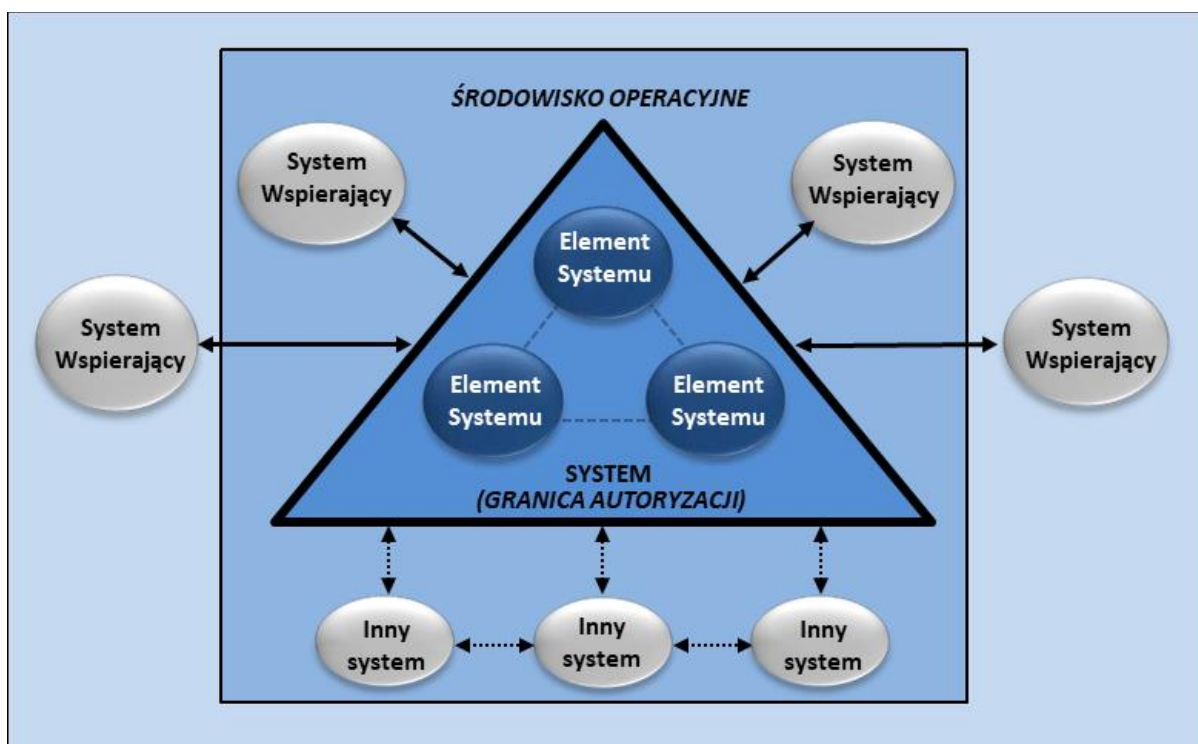 ŚRODOWISKO OPERACYJNE
System
Wspierający
System
Wspierający
Element
Systemu
System
Wspierający
System
Wspierający
Element
Systemu
Element
Systemu
SYSTEM
(GRANICA AUTORYZACJI)
Inny
system
Inny
system
Inny
system